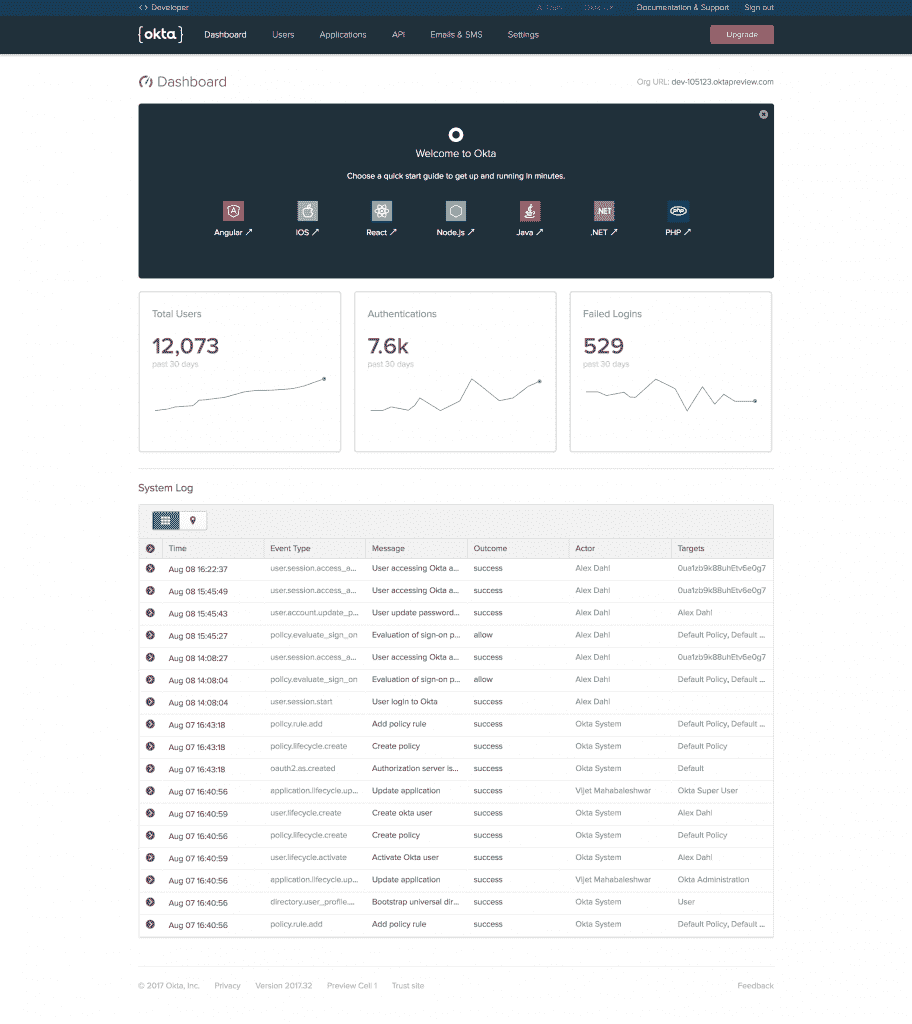 <> Developer Documentation & Support Sign out
{okta} Dashboard Users Applications API Emails & SMS Settings Upgrade
Dashboard Org URL: dev-105123.oktapreview.com
Welcome to Okta
Choose a quick start guide to get up and running in minutes.
.NET php
Angular ↗ iOS ↗ React ↗ Node.js ↗ Java ↗ .NET ↗ PHP ↗
Total Users Authentications Failed Logins
12,073 7.6k 529
past 30 days past 30 days past 30 days
System Log
Time Event Type Message Outcome Actor Targets
Aug 08 16:22:37 user.session.access_a... User accessing Okta a... success Alex Dahl 0ua1zb9k88uhEtv6e0g7
Aug 08 15:45:49 user.session.access_a... User accessing Okta a... success Alex Dahl 0ua1zb9k88uhEtv6e0g7
Aug 08 15:45:43 user.account.update_p... User update password... success Alex Dahl Alex Dahl
Aug 08 15:45:27 policy.evaluate_sign_on Evaluation of sign-on p... allow Alex Dahl Default Policy, Default ...
Aug 08 14:08:27 user.session.access_a... User accessing Okta a... success Alex Dahl 0ua1zb9k88uhEtv6e0g7
Aug 08 14:08:04 policy.evaluate_sign_on Evaluation of sign-on p... allow Alex Dahl Default Policy, Default ...
Aug 08 14:08:04 user.session.start User login to Okta success Alex Dahl
Aug 07 16:43:18 policy.rule.add Add policy rule success Okta System Default Policy, Default ...
Aug 07 16:43:18 policy.lifecycle.create Create policy success Okta System Default Policy
Aug 07 16:43:18 oauth2.as.created Authorization server is... success Okta System Default
Aug 07 16:40:56 application.lifecycle.up... Update application success Vijet Mahabaleshwar Okta Super User
Aug 07 16:40:59 user.lifecycle.create Create okta user success Okta System Alex Dahl
Aug 07 16:40:56 policy.lifecycle.create Create policy success Okta System Default Policy
Aug 07 16:40:59 user.lifecycle.activate Activate Okta user success Okta System Alex Dahl
Aug 07 16:40:56 application.lifecycle.up... Update application success Vijet Mahabaleshwar Okta Administration
Aug 07 16:40:56 directory.user_profile.... Bootstrap universal dir... success Okta System User
Aug 07 16:40:56 policy.rule.add Add policy rule success Okta System Default Policy, Default ...
© 2017 Okta, Inc. Privacy Version 2017.32 Preview Cell 1 Trust site Feedback